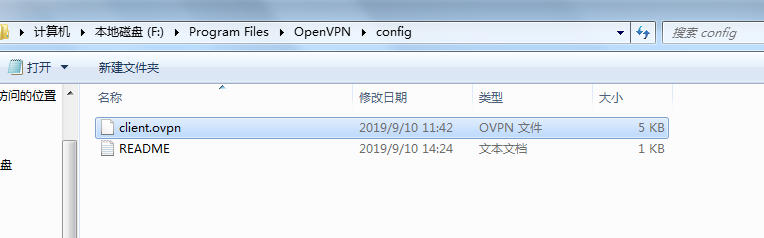 计算机 本地磁盘 (F:) Program Files OpenVPN config 搜索 config
打开 新建文件夹
访问的位置 名称 修改日期 类型 大小
client.ovpn 2019/9/10 11:42 OVPN 文件 5 KB
README 2019/9/10 14:24 文本文档 1 KB
盘